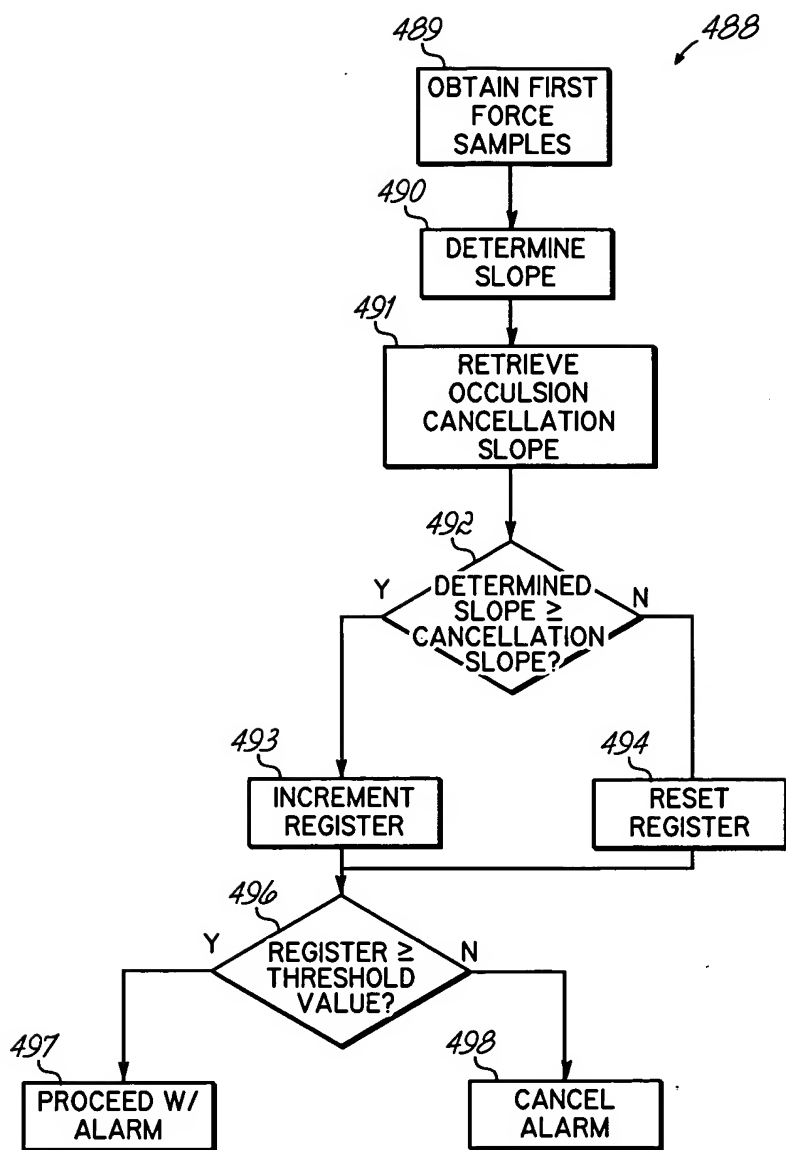 489
488
OBTAIN FIRST
FORCE
SAMPLES
490
DETERMINE
SLOPE
491
RETRIEVE
OCCULSION
CANCELLATION
SLOPE
492
Y
N
DETERMINED
SLOPE ≥
CANCELLATION
SLOPE?
493
494
INCREMENT
REGISTER
RESET
REGISTER
496
Y
N
REGISTER ≥
THRESHOLD
VALUE?
497
498
PROCEED W/
ALARM
CANCEL
ALARM